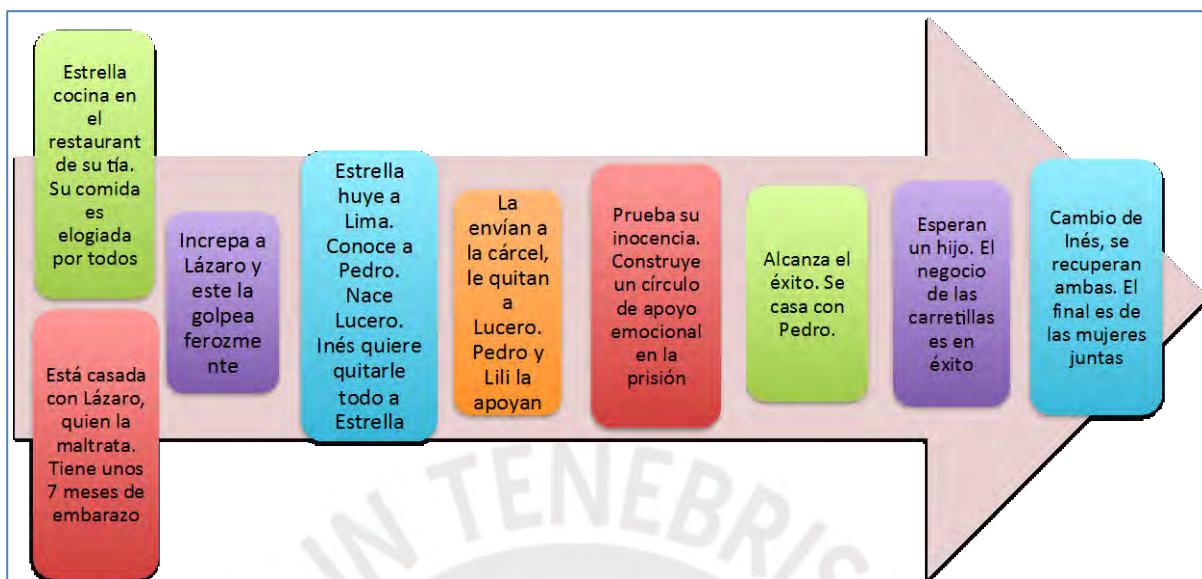 Estrella
cocina en
el
restaurant
de su tía.
Su comida
es
elogiada
por todos
Está casada
con Lázaro,
quien la
maltrata.
Tiene unos
7 meses de
embarazo
Increpa a
Lázaro y
este la
golpea
ferozme
nte
Estrella
huye a
Lima.
Conoce a
Pedro.
Nace
Lucero.
Inés quiere
quitarle
todo a
Estrella
La
envían a
la cárcel,
le quitan
a
Lucero.
Pedro y
Lili la
apoyan
Prueba su
inocencia.
Construye
un círculo
de apoyo
emocional
en la
prisión
Alcanza el
éxito. Se
casa con
Pedro.
Esperan
un hijo. El
negocio
de las
carretillas
es en
éxito
Cambio de
Inés, se
recuperan
ambas. El
final es de
las mujeres
juntas
IN TENEBRIS